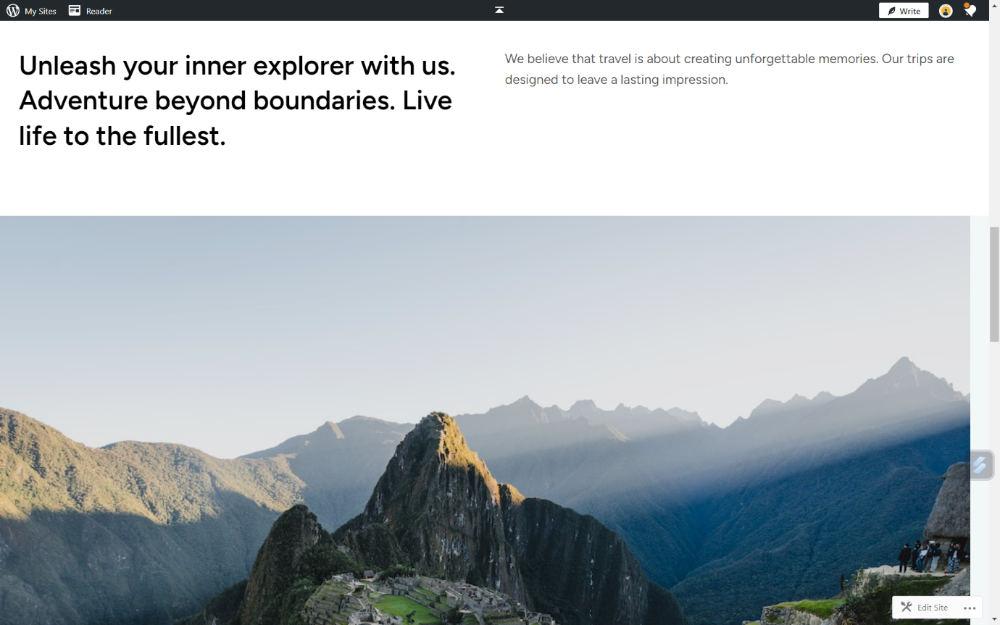 My Sites
Reader
Write
Unleash your inner explorer with us.
Adventure beyond boundaries. Live
life to the fullest.
We believe that travel is about creating unforgettable memories. Our trips are
designed to leave a lasting impression.
Edit Site